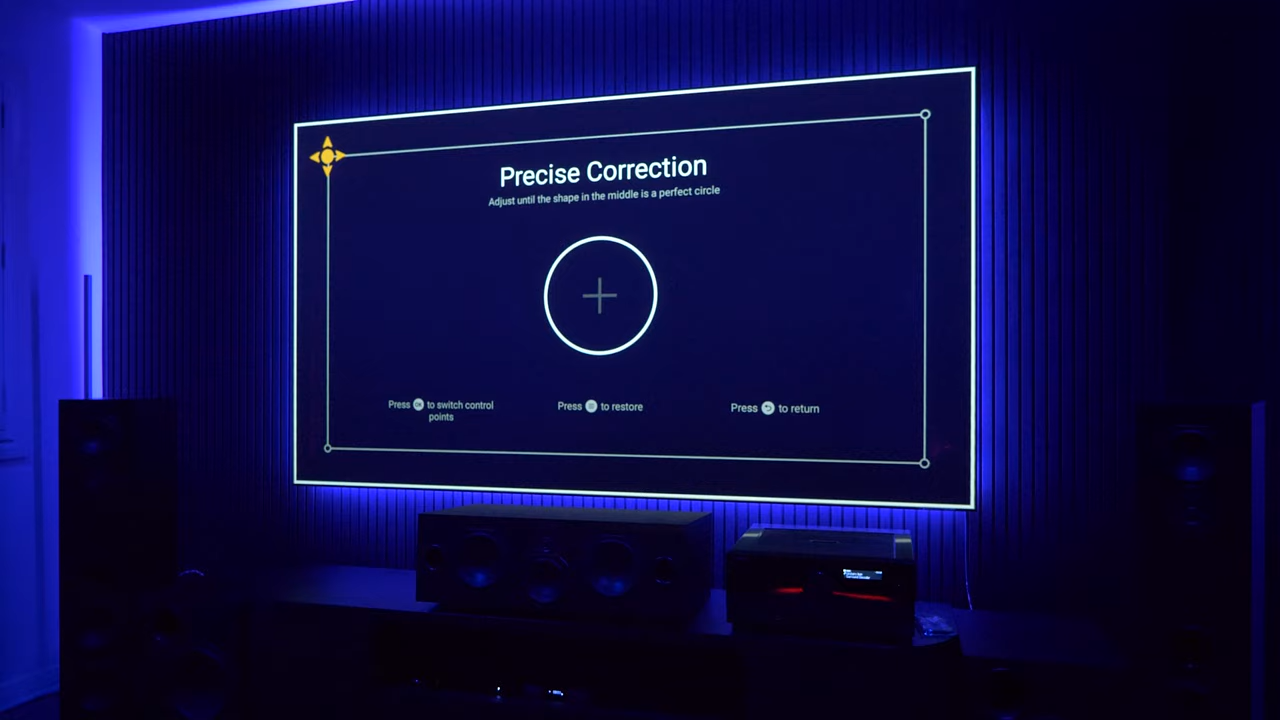 Precise Correction
Adjust until the shape in the middle is a perfect circle
Press OK to switch control
points
Press to restore
Press to return